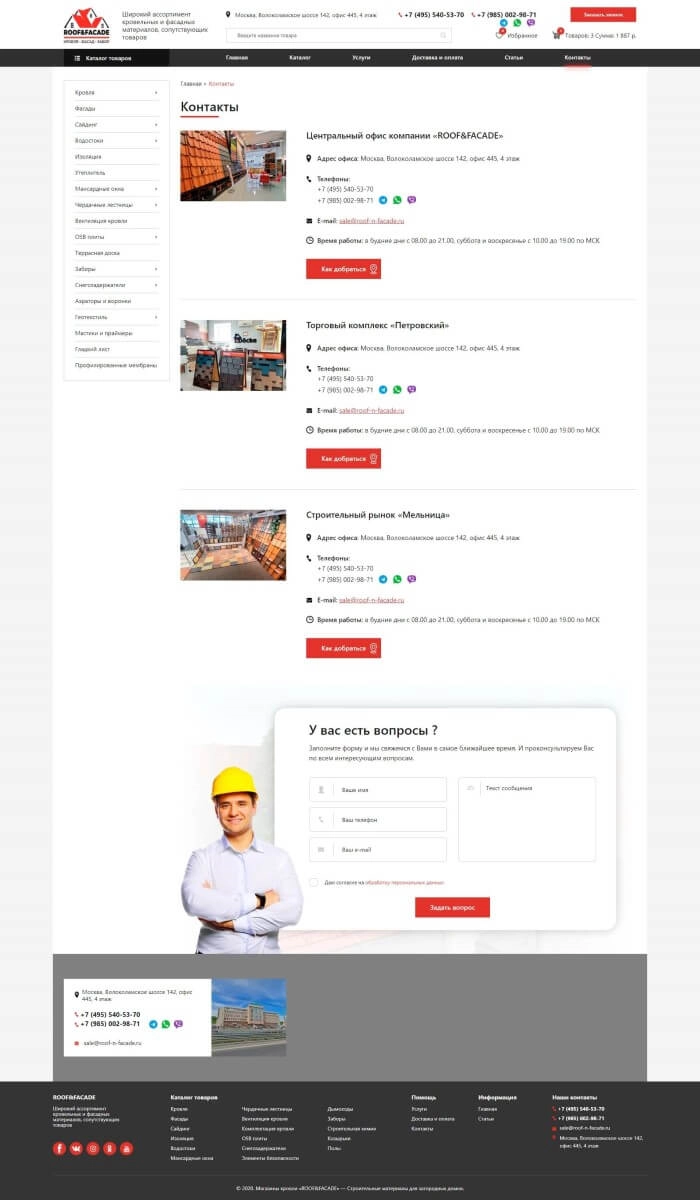 Широкий ассортимент
кровельных и фасадных
материалов, сопутствующих
товаров
ROOF&FACADE
КРОВЛЯ · ФАСАД · ЗАБОР
Москва, Волоколамское шоссе 142, офис 445, 4 этаж
+7 (495) 540-53-70
+7 (985) 002-98-71
Заказать звонок
Введите название товара
Избранное
Товаров: 3 Сумма: 1 887 р.
Каталог товаров
Главная
Каталог
Услуги
Доставка и оплата
Статьи
Контакты
Кровля
Фасады
Сайдинг
Водостоки
Изоляция
Утеплитель
Мансардные окна
Чердачные лестницы
Вентиляция кровли
OSB плиты
Террасная доска
Заборы
Снегозадержатели
Аэраторы и воронки
Геотекстиль
Мастики и праймеры
Гладкий лист
Профилированные мембраны
Главная » Контакты
Контакты
Центральный офис компании «ROOF&FACADE»
Адрес офиса: Москва, Волоколамское шоссе 142, офис 445, 4 этаж
Телефоны:
+7 (495) 540-53-70
+7 (985) 002-98-71
E-mail: sale@roof-n-facade.ru
Время работы: в будние дни с 08.00 до 21.00, суббота и воскресенье с 10.00 до 19.00 по МСК
Как добраться
Торговый комплекс «Петровский»
Döcke
Адрес офиса: Москва, Волоколамское шоссе 142, офис 445, 4 этаж
Телефоны:
+7 (495) 540-53-70
+7 (985) 002-98-71
E-mail: sale@roof-n-facade.ru
Время работы: в будние дни с 08.00 до 21.00, суббота и воскресенье с 10.00 до 19.00 по МСК
Как добраться
Строительный рынок «Мельница»
Адрес офиса: Москва, Волоколамское шоссе 142, офис 445, 4 этаж
Телефоны:
+7 (495) 540-53-70
+7 (985) 002-98-71
E-mail: sale@roof-n-facade.ru
Время работы: в будние дни с 08.00 до 21.00, суббота и воскресенье с 10.00 до 19.00 по МСК
Как добраться
У вас есть вопросы ?
Заполните форму и мы свяжемся с Вами в самое ближайшее время. И проконсультируем Вас
по всем интересующим вопросам.
Ваше имя
Текст сообщения
Ваш телефон
Ваш e-mail
Даю согласие на обработку персональных данных
Задать вопрос
Москва, Волоколамское шоссе 142, офис
445, 4 этаж
+7 (495) 540-53-70
+7 (985) 002-98-71
sale@roof-n-facade.ru
ROOF&FACADE
Широкий ассортимент
кровельных и фасадных
материалов, сопутствующих
товаров
Каталог товаров
Кровля
Фасады
Сайдинг
Изоляция
Водостоки
Мансардные окна
Чердачные лестницы
Вентиляция кровли
Комплектация кровли
OSB плиты
Снегозадержатели
Элементы безопасности
Дымоходы
Заборы
Строительная химия
Козырьки
Полы
Помощь
Услуги
Доставка и оплата
Контакты
Информация
Главная
Статьи
Наши контакты
+7 (495) 540-53-70
+7 (985) 002-98-71
sale@roof-n-facade.ru
Москва, Волоколамское шоссе 142,
офис 445, 4 этаж
© 2020. Магазины кровли «ROOF&FACADE» — Строительные материалы для загородных домов.